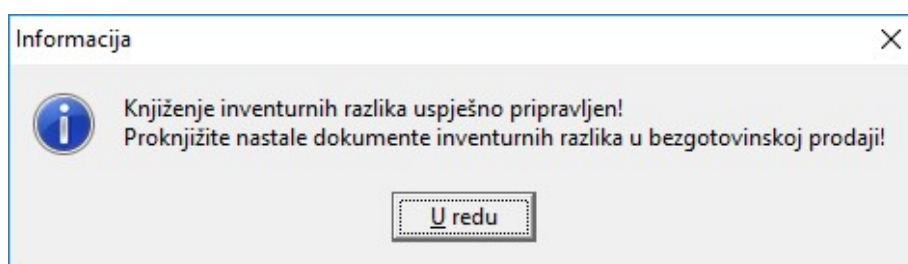 Informacija
Knjiženje inventurnih razlika uspješno pripravljen!
Proknjižite nastale dokumente inventurnih razlika u bezgotovinskoj prodaji!
U redu